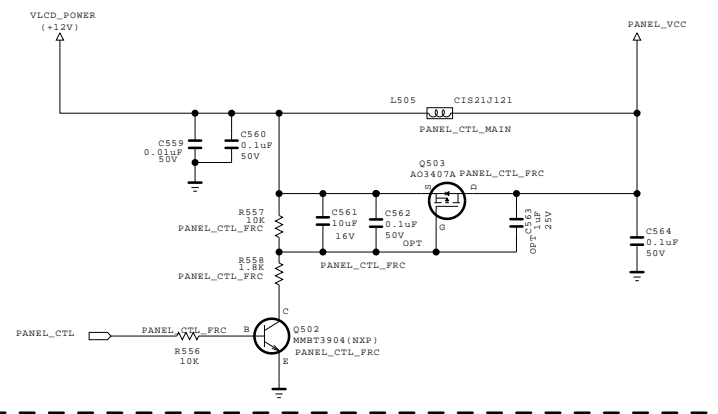 VLCD_POWER
(+12V)
PANEL_VCC
L505 CIS21J121
PANEL_CTL_MAIN
C559
0.01uF
50V
C560
0.1uF
50V
Q503
AO3407A PANEL_CTL_FRC
S D
G
R557
10K
PANEL_CTL_FRC
C561
10uF
16V
C562
0.1uF
50V
OPT
C563
1uF
25V
OPT
C564
0.1uF
50V
R558
1.8K
PANEL_CTL_FRC
PANEL_CTL_FRC
C
PANEL_CTL
PANEL_CTL_FRC
B
Q502
MMBT3904(NXP)
PANEL_CTL_FRC
R556
10K
E